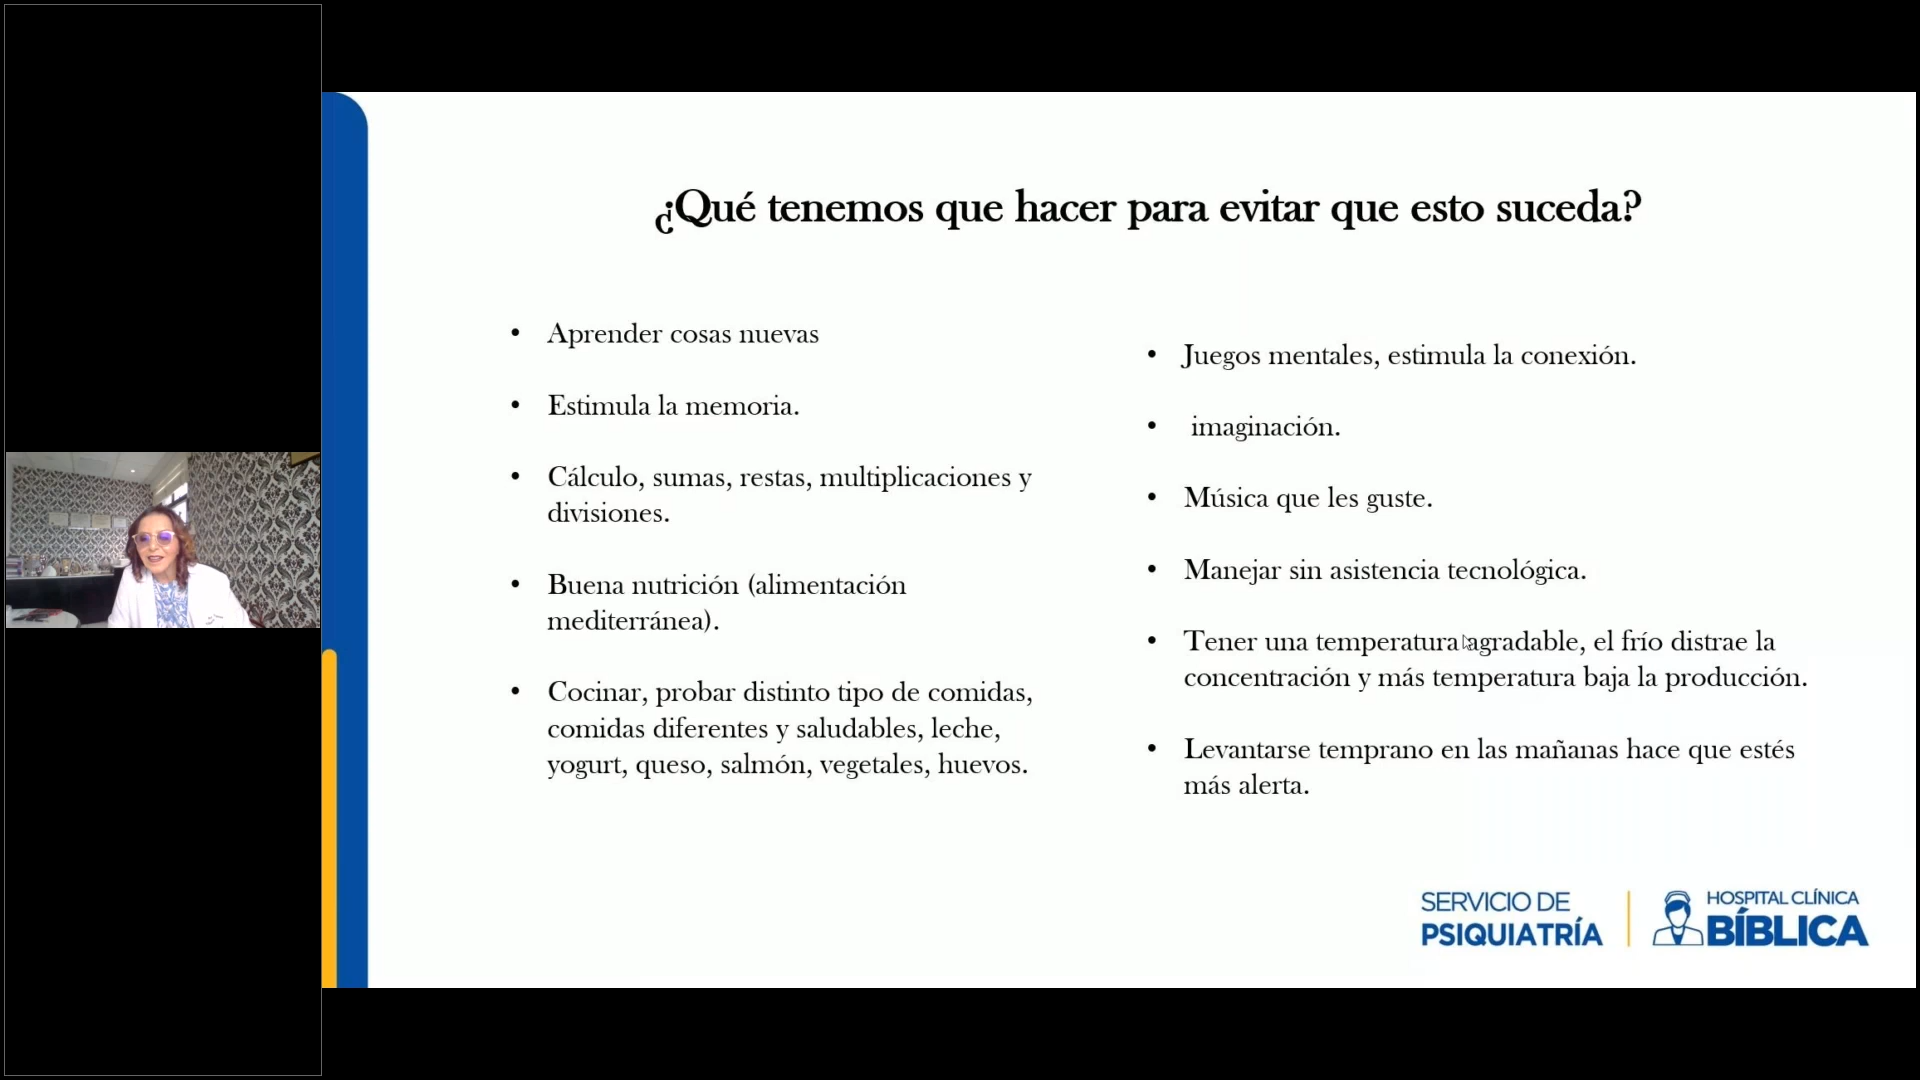 ¿Qué tenemos que hacer para evitar que esto suceda?
• Aprender cosas nuevas
• Estimula la memoria.
• Cálculo, sumas, restas, multiplicaciones y
divisiones.
• Buena nutrición (alimentación
mediterránea).
• Cocinar, probar distinto tipo de comidas,
comidas diferentes y saludables, leche,
yogurt, queso, salmón, vegetales, huevos.
• Juegos mentales, estimula la conexión.
• imaginación.
• Música que les guste.
• Manejar sin asistencia tecnológica.
• Tener una temperatura agradable, el frío distrae la
concentración y más temperatura baja la producción.
• Levantarse temprano en las mañanas hace que estés
más alerta.
SERVICIO DE
PSIQUIATRÍA
HOSPITAL CLÍNICA
BÍBLICA